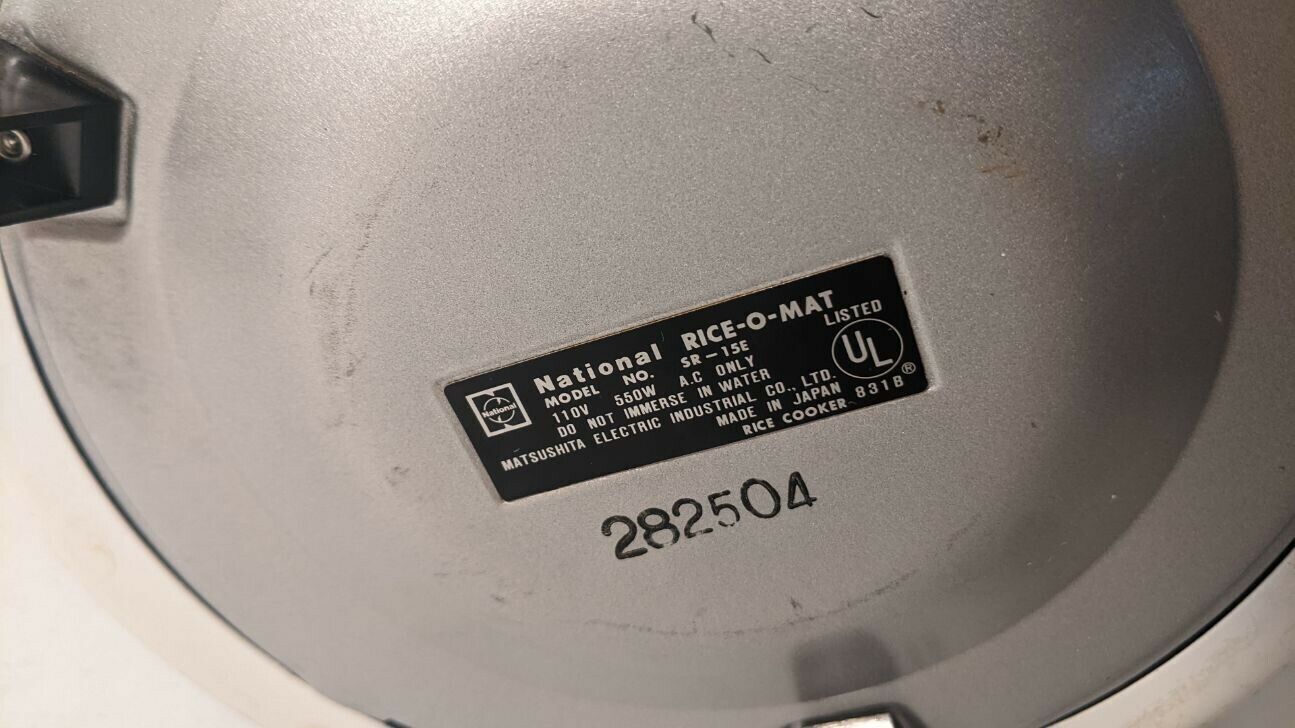 National RICE-O-MAT
MODEL NO. SR-15E
110V 550W A.C ONLY
DO NOT IMMERSE IN WATER
MATSUSHITA ELECTRIC INDUSTRIAL CO., LTD.
MADE IN JAPAN
RICE COOKER 831B
National
LISTED
UL
®
282504